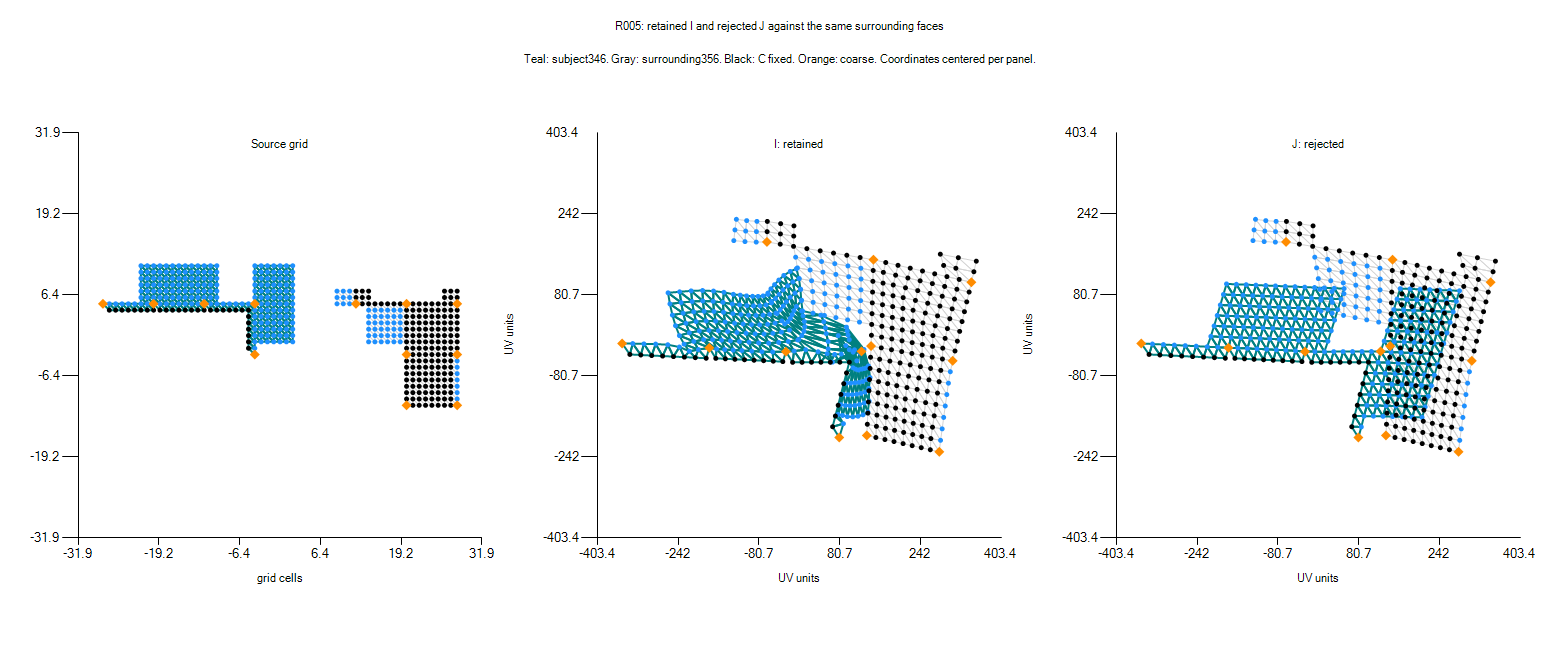 R005: retained I and rejected J against the same surrounding faces
Teal: subject346. Gray: surrounding356. Black: C fixed. Orange: coarse. Coordinates centered per panel.
Source grid
31.9
19.2
6.4
-6.4
-19.2
-31.9
-31.9 -19.2 -6.4 6.4 19.2 31.9
grid cells
I: retained
403.4
242
80.7
-80.7
-242
-403.4
UV units
-403.4 -242 -80.7 80.7 242 403.4
UV units
J: rejected
403.4
242
80.7
-80.7
-242
-403.4
UV units
-403.4 -242 -80.7 80.7 242 403.4
UV units